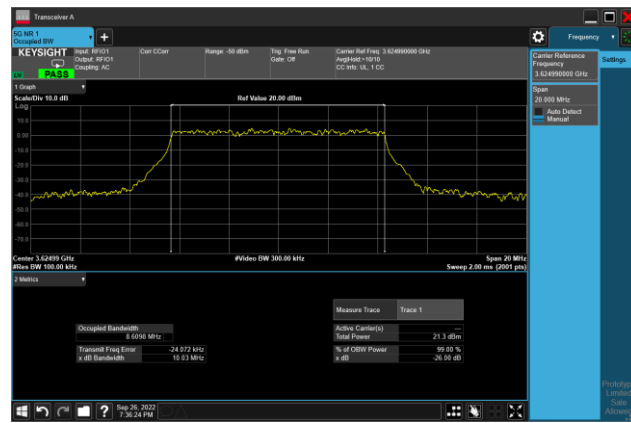 Transceiver A
5G NR 1
Occupied BW
Frequency
KEYSIGHT
Input: RFIO1
Output: RFIO1
Coupling: AC
Curr CCorr
Range: -50 dBm
Trig: Free Run
Gate: Off
Carrier Ref Freq: 3.624990000 GHz
Avg|Hold:>10/10
CC Info: UL, 1 CC
PASS
Carrier Reference
Frequency
3.624990000 GHz
Settings
Span
20.000 MHz
Auto Detect
Manual
1 Graph
Scale/Div 10.0 dB
Ref Value 20.00 dBm
Log
10.0
0.00
-10.0
-20.0
-30.0
-40.0
-50.0
-60.0
-70.0
Center 3.62499 GHz
#Video BW 300.00 kHz
Span 20 MHz
#Res BW 100.00 kHz
Sweep 2.00 ms (2001 pts)
2 Metrics
Measure Trace Trace 1
Occupied Bandwidth
8.6098 MHz
Active Carrier(s) ---
Total Power 21.3 dBm
Transmit Freq Error -24.072 kHz
% of OBW Power 99.00 %
x dB Bandwidth 10.03 MHz
x dB -26.00 dB
Sep 26, 2022
7:36:24 PM
Limited
Sale